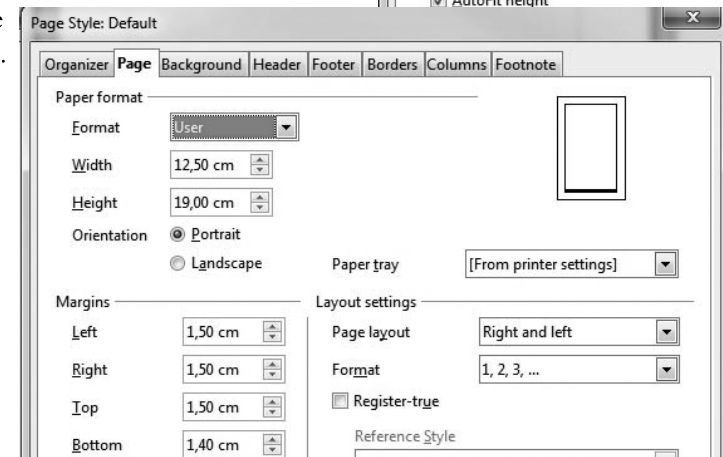 AutoFit height
e
Page Style: Default
x
.
Organizer Page Background Header Footer Borders Columns Footnote
Paper format
Format User
Width 12,50 cm
Height 19,00 cm
Orientation Portrait
Landscape Paper tray [From printer settings]
Margins Layout settings
Left 1,50 cm Page layout Right and left
Right 1,50 cm Format 1, 2, 3, ...
Top 1,50 cm Register-true
Bottom 1,40 cm Reference Style